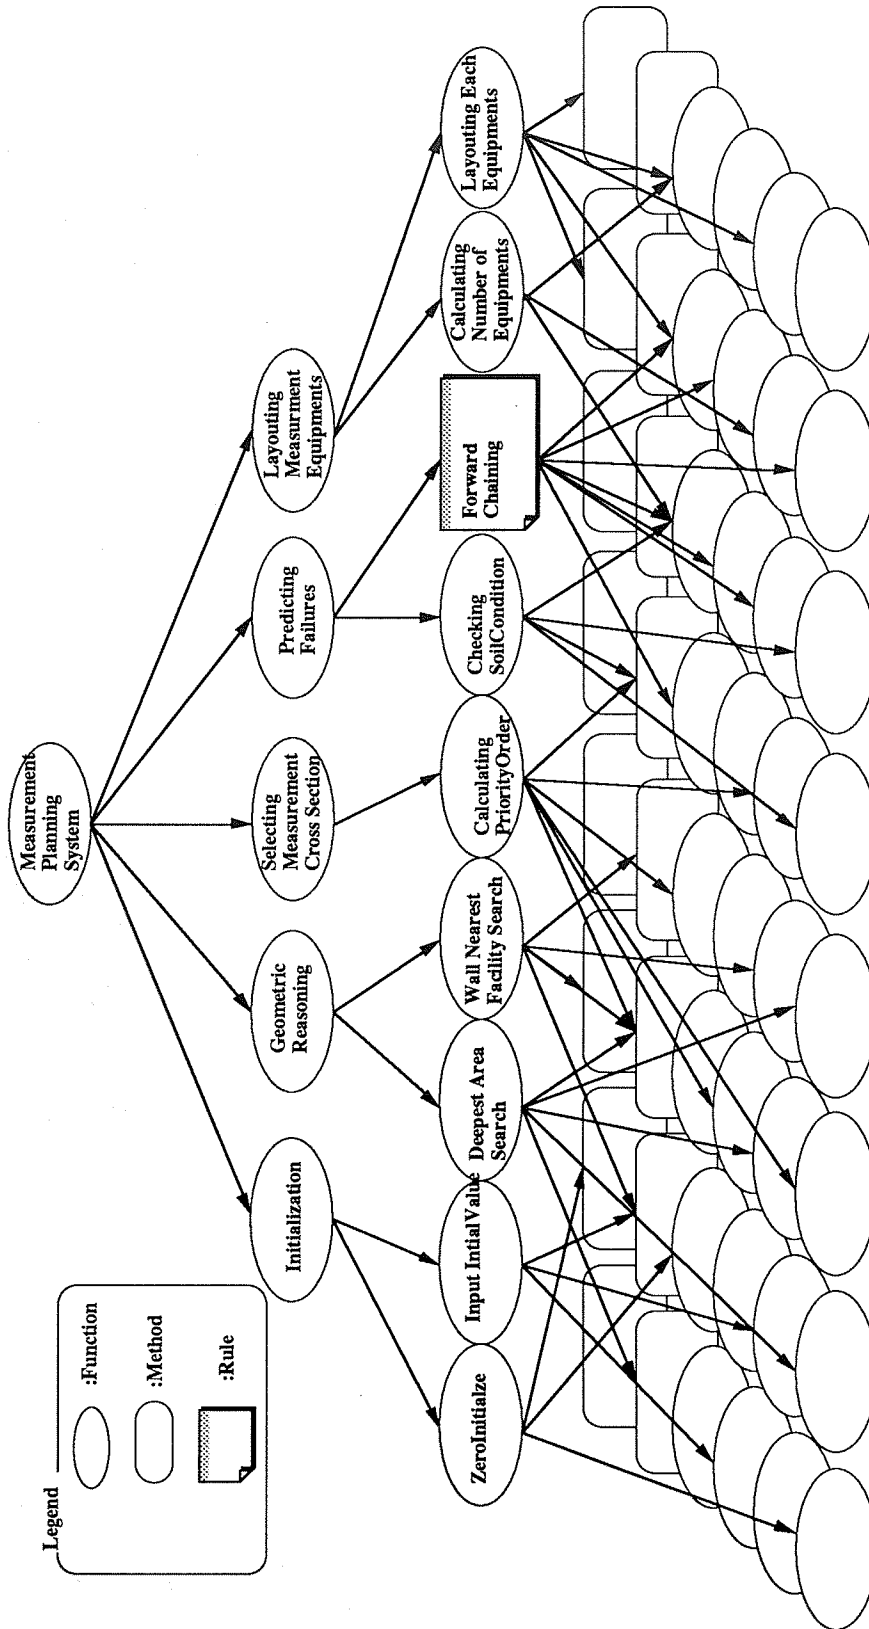 Legend
:Function
:Method
:Rule
Measurement
Planning
System
Initialization
Geometric
Reasoning
Selecting
Measurement
Cross Section
Predicting
Failures
Layouting
Measurment
Equipments
ZeroInitialze
Input IntialValue
Deepest Area
Search
Wall Nearest
Facility Search
Calculating
PriorityOrder
Checking
SoilCondition
Forward
Chaining
Calculating
Number of
Equipments
Layouting Each
Equipments